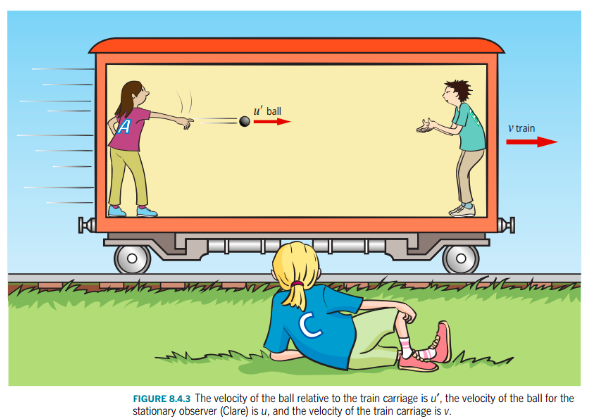 A
u′ ball
v train
C
FIGURE 8.4.3 The velocity of the ball relative to the train carriage is u′, the velocity of the ball for the
stationary observer (Clare) is u, and the velocity of the train carriage is v.